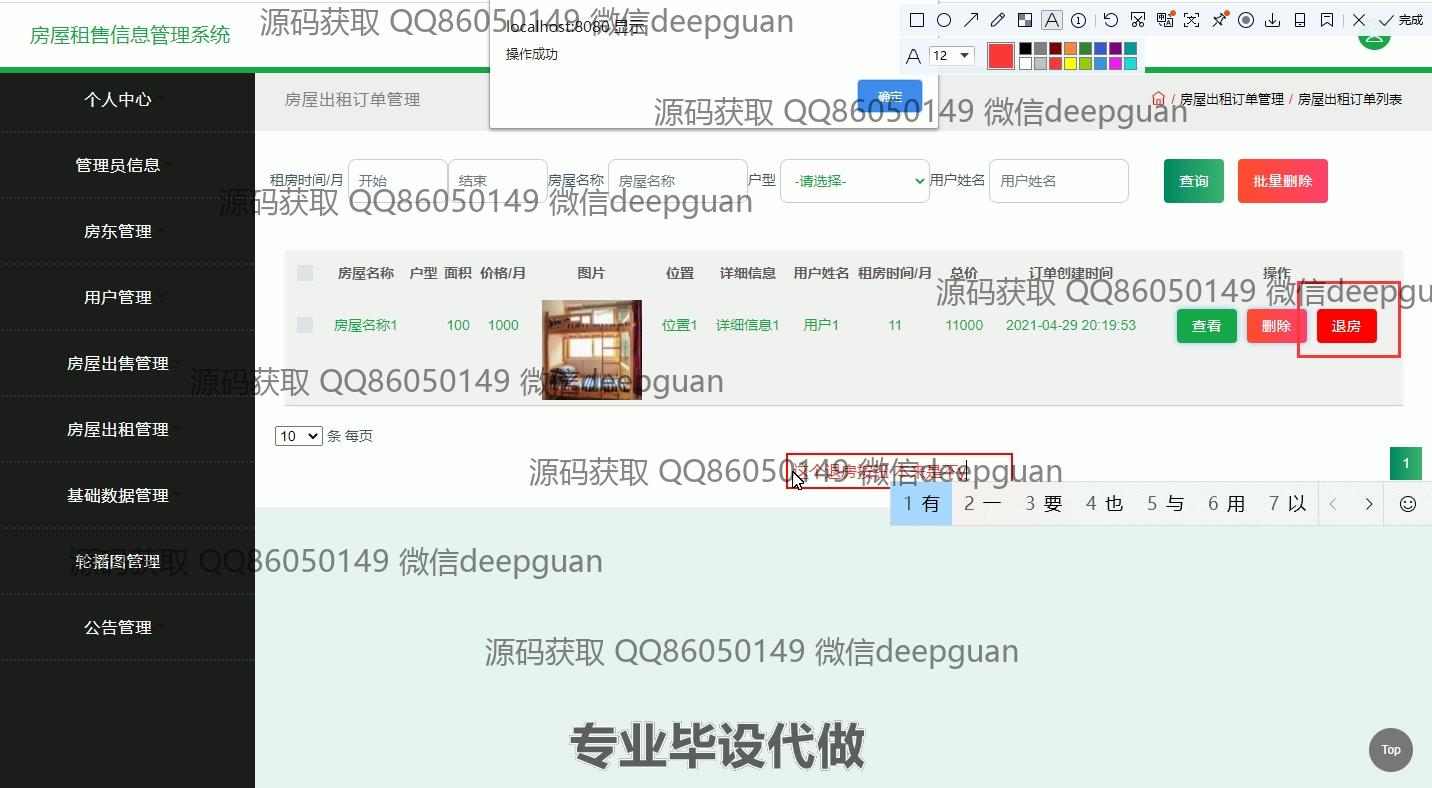 房屋租售信息管理系统
源码获取 QQ86050149 微信deepguan
localhost:8080 显示
操作成功
确定
完成
12
个人中心
管理员信息
房东管理
用户管理
房屋出售管理
房屋出租管理
基础数据管理
轮播图管理
公告管理
房屋出租订单管理
/ 房屋出租订单管理 / 房屋出租订单列表
源码获取 QQ86050149 微信deepguan
租房时间/月 开始 结束 房屋名称 房屋名称 户型 -请选择- 用户姓名 用户姓名 查询 批量删除
源码获取 QQ86050149 微信deepguan
房屋名称 户型 面积 价格/月 图片 位置 详细信息 用户姓名 租房时间/月 总价 订单创建时间 操作
源码获取 QQ86050149 微信deepgu
房屋名称1 100 1000 位置1 详细信息1 用户1 11 11000 2021-04-29 20:19:53 查看 删除 退房
源码获取 QQ86050149 微信deepguan
10 条 每页
1
这个退房按钮 本来是不y
源码获取 QQ86050149 微信deepguan
1 有 2 一 3 要 4 也 5 与 6 用 7 以
源码获取 QQ86050149 微信deepguan
源码获取 QQ86050149 微信deepguan
专业毕设代做
Top